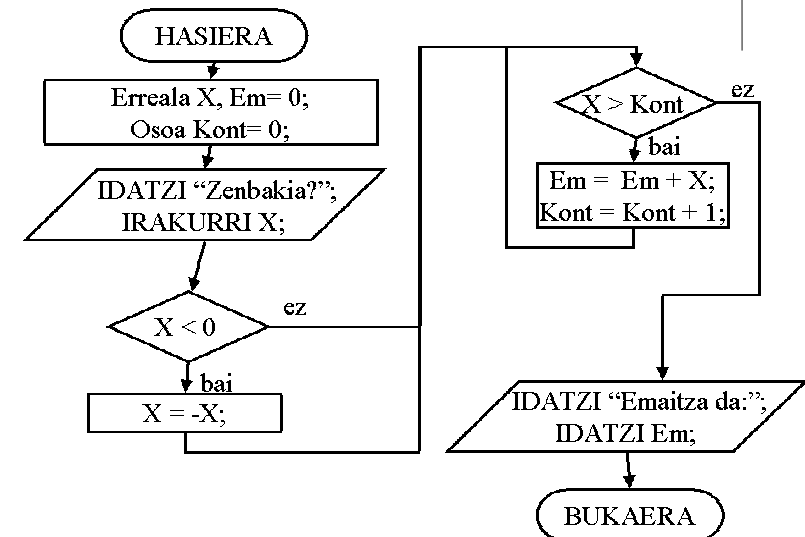 HASIERA
Erreala X, Em= 0;
Osoa Kont= 0;
IDATZI “Zenbakia?”;
IRAKURRI X;
X < 0
ez
bai
X = -X;
X > Kont
ez
bai
Em = Em + X;
Kont = Kont + 1;
IDATZI “Emaitza da:”;
IDATZI Em;
BUKAERA